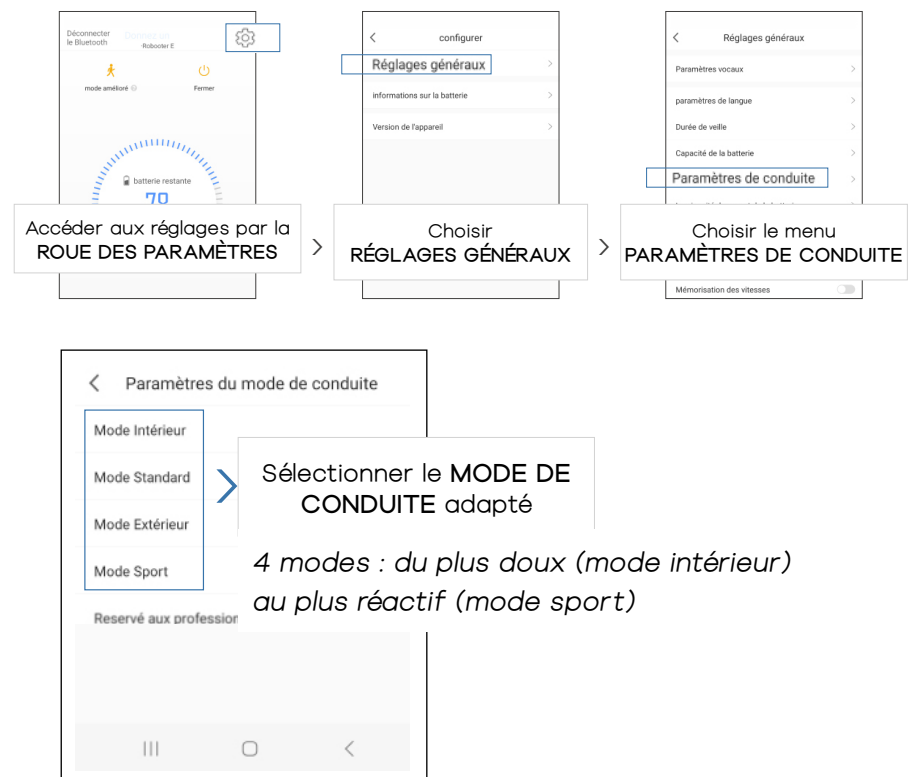 Déconnecter
le Bluetooth
Robooter E
mode amélioré
Fermer
batterie restante
70
Accéder aux réglages par la
ROUE DES PARAMÈTRES
configurer
Réglages généraux
informations sur la batterie
Version de l'appareil
Choisir
RÉGLAGES GÉNÉRAUX
Réglages généraux
Paramètres vocaux
paramètres de langue
Durée de veille
Capacité de la batterie
Paramètres de conduite
Choisir le menu
PARAMÈTRES DE CONDUITE
Mémorisation des vitesses
Paramètres du mode de conduite
Mode Intérieur
Mode Standard
Mode Extérieur
Mode Sport
Reservé aux profession
Sélectionner le MODE DE
CONDUITE adapté
4 modes : du plus doux (mode intérieur)
au plus réactif (mode sport)